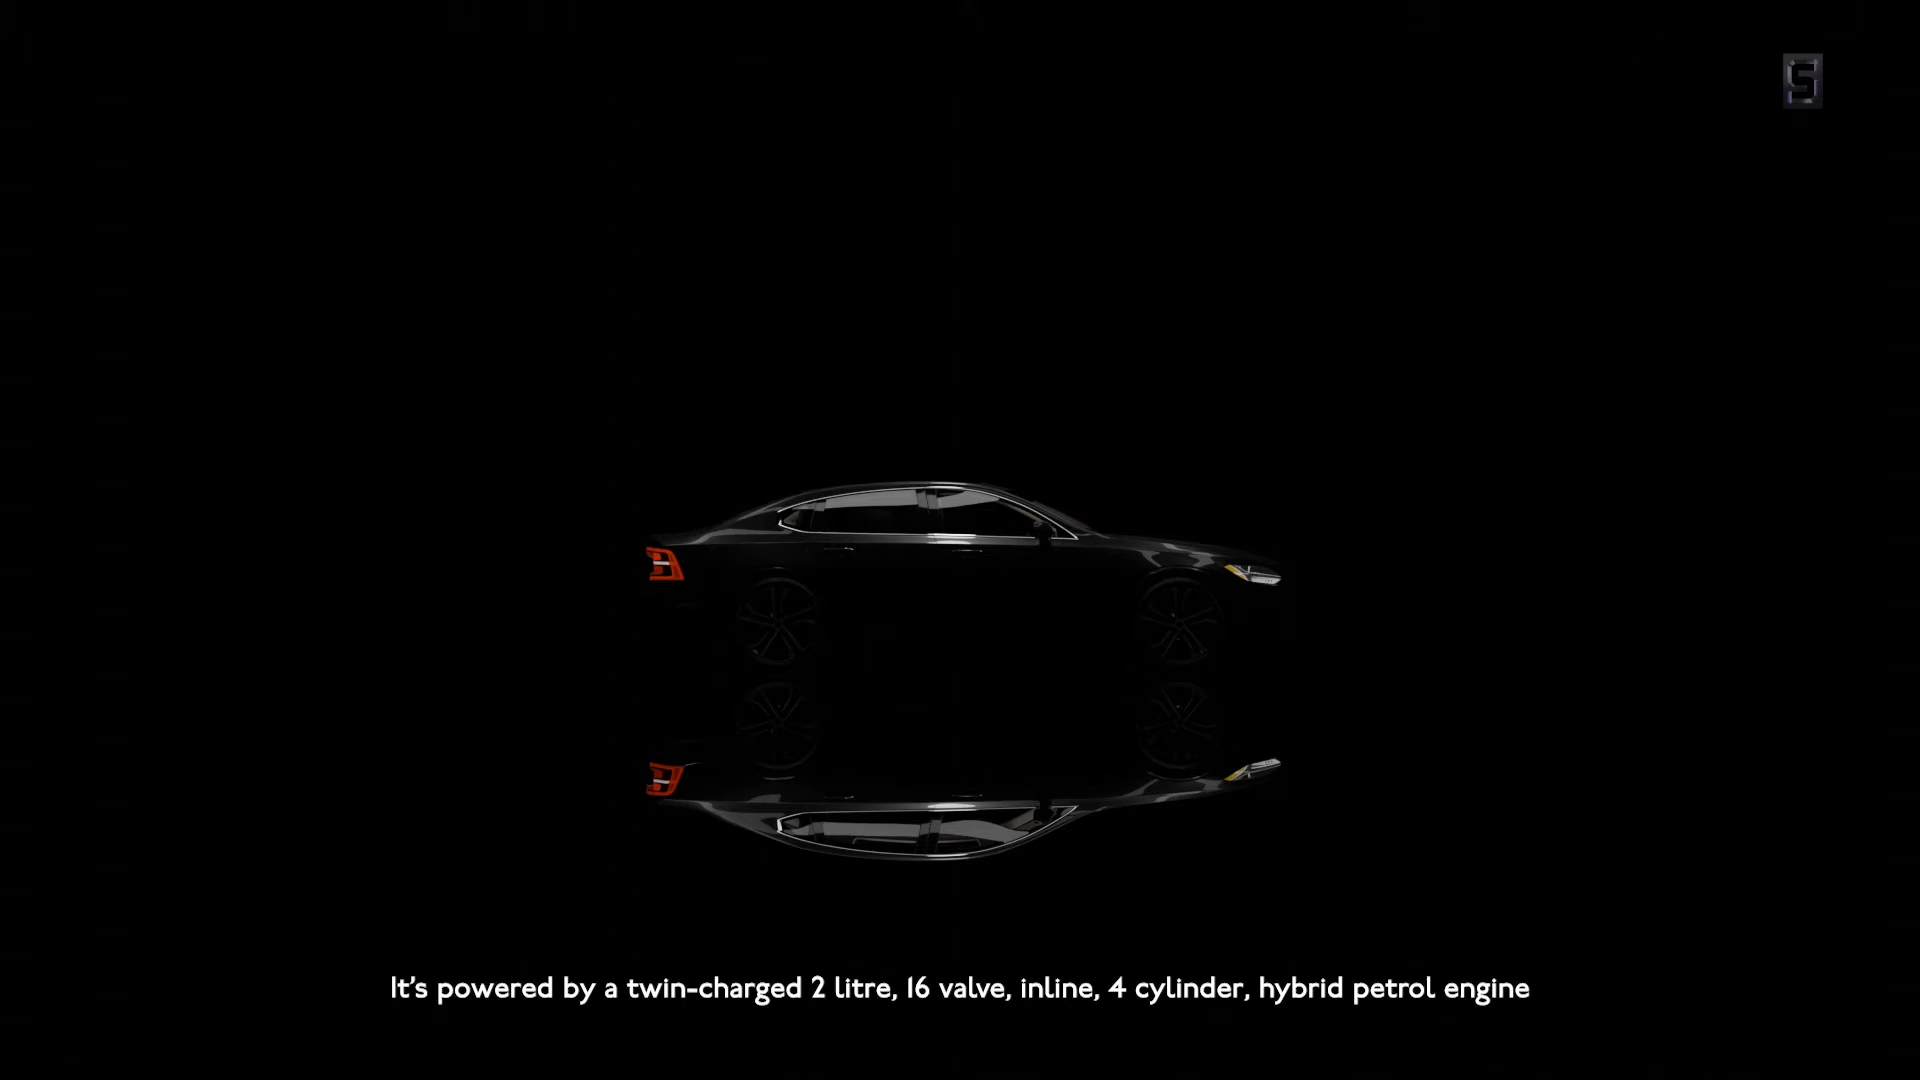 S
It's powered by a twin-charged 2 litre, 16 valve, inline, 4 cylinder, hybrid petrol engine